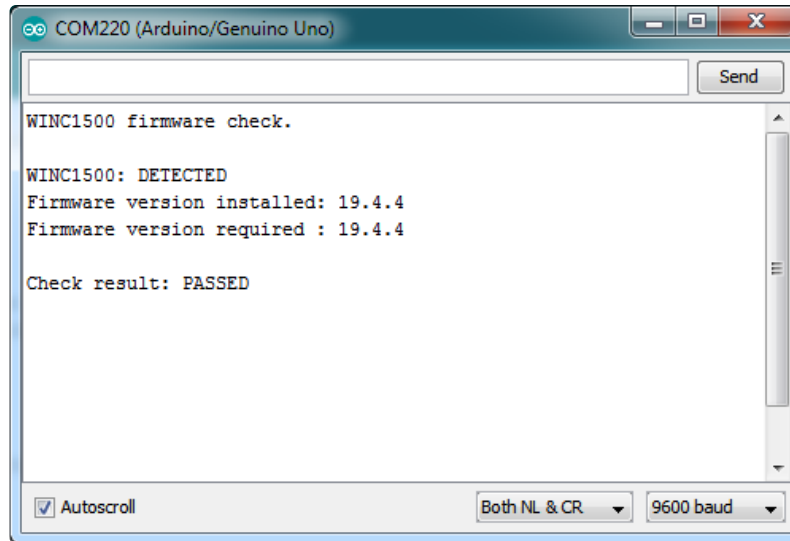 COM220 (Arduino/Genuino Uno)
Send
WINC1500 firmware check.
WINC1500: DETECTED
Firmware version installed: 19.4.4
Firmware version required : 19.4.4
Check result: PASSED
Autoscroll
Both NL & CR
9600 baud